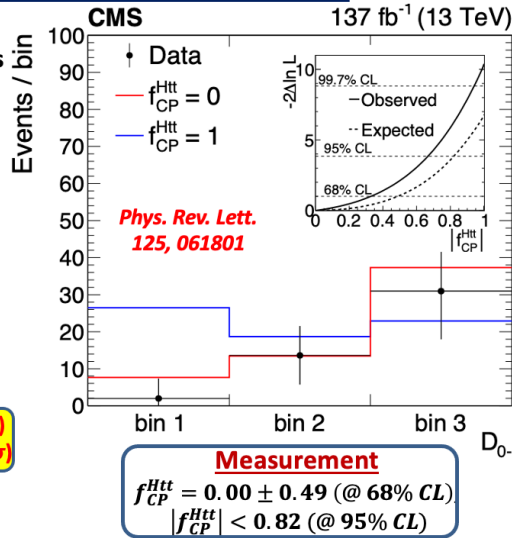 CMS
137 fb⁻¹ (13 TeV)
s
Events / bin
100
90
80
70
60
50
40
30
20
10
0
Data
f_CP^Htt = 0
f_CP^Htt = 1
Phys. Rev. Lett.
125, 061801
-2Δln L
10
5
0
99.7% CL
Observed
Expected
95% CL
68% CL
0 0.2 0.4 0.6 0.8 1
|f_CP^Htt|
bin 1 bin 2 bin 3
D₀₋
)
)
Measurement
f_CP^Htt = 0.00 ± 0.49 (@ 68% CL)
|f_CP^Htt| < 0.82 (@ 95% CL)